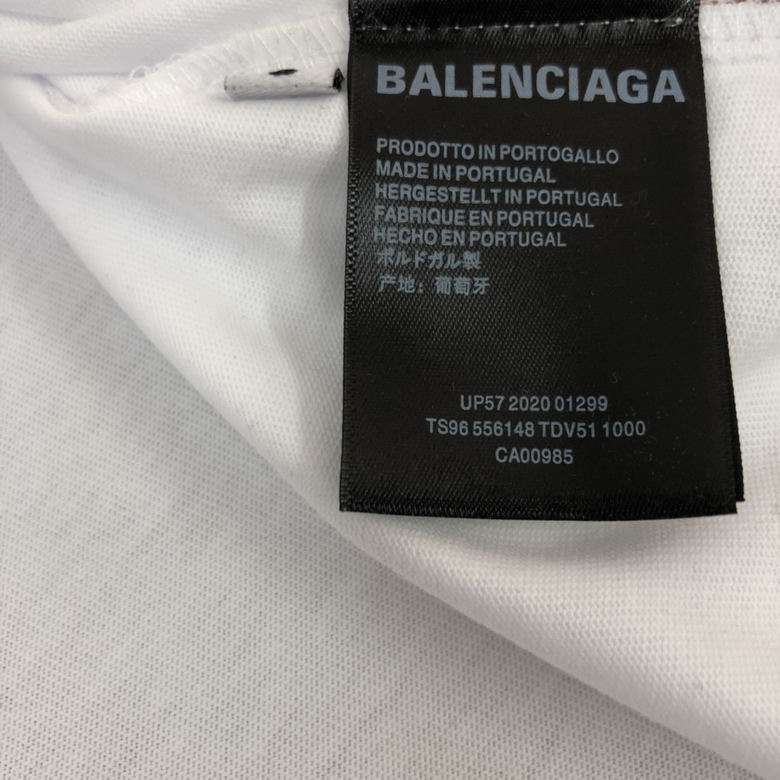 BALENCIAGA
PRODOTTO IN PORTOGALLO
MADE IN PORTUGAL
HERGESTELLT IN PORTUGAL
FABRIQUE EN PORTUGAL
HECHO EN PORTUGAL
ポルドガル製
产地：葡萄牙
UP57 2020 01299
TS96 556148 TDV51 1000
CA00985